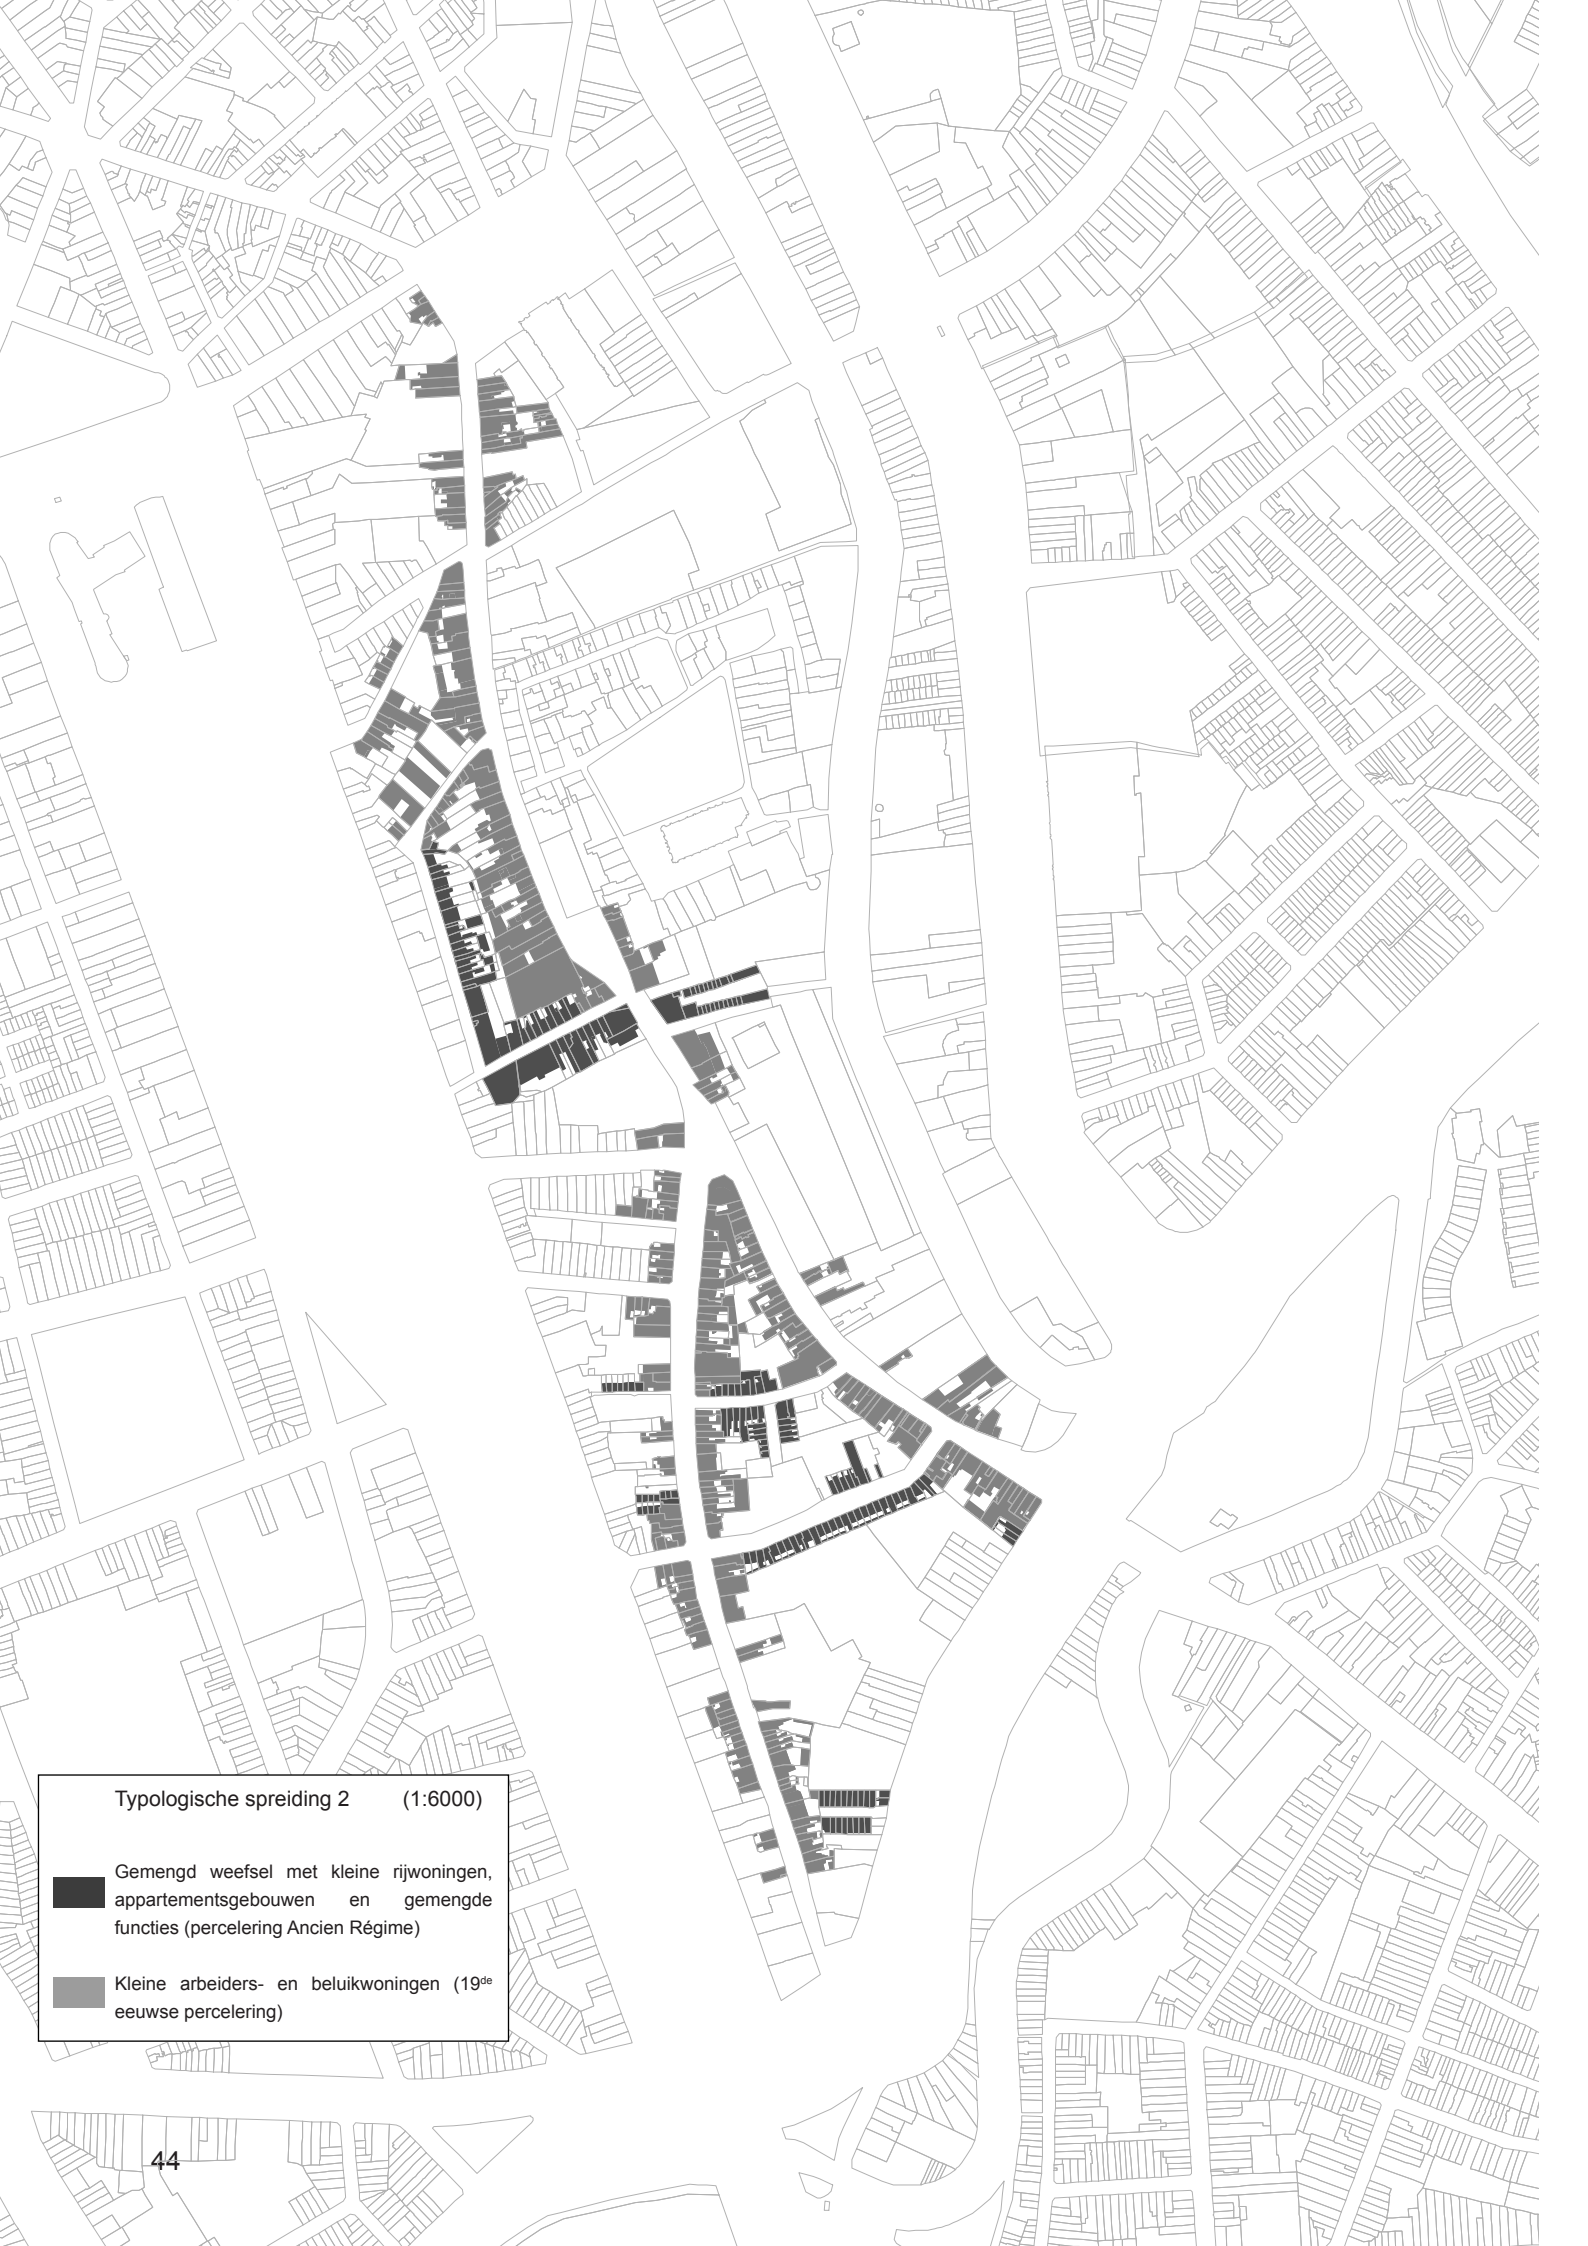 Typologische spreiding 2 (1:6000)
Gemengd weefsel met kleine rijwoningen,
appartementsgebouwen en gemengde
functies (percelering Ancien Régime)
Kleine arbeiders- en beluikwoningen (19de
eeuwse percelering)
44